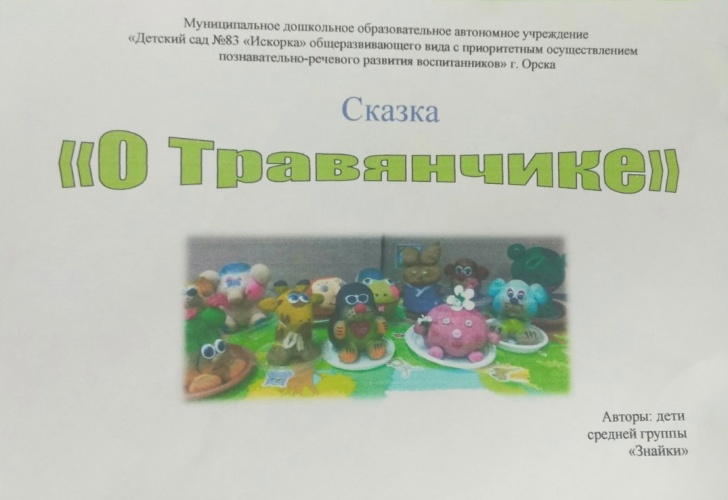 Муниципальное дошкольное образовательное автономное учреждение
«Детский сад №83 «Искорка» общеразвивающего вида с приоритетным осуществлением
познавательно-речевого развития воспитанников» г. Орска
Сказка
«О Травянчике»
Авторы: дети
средней группы
«Знайки»